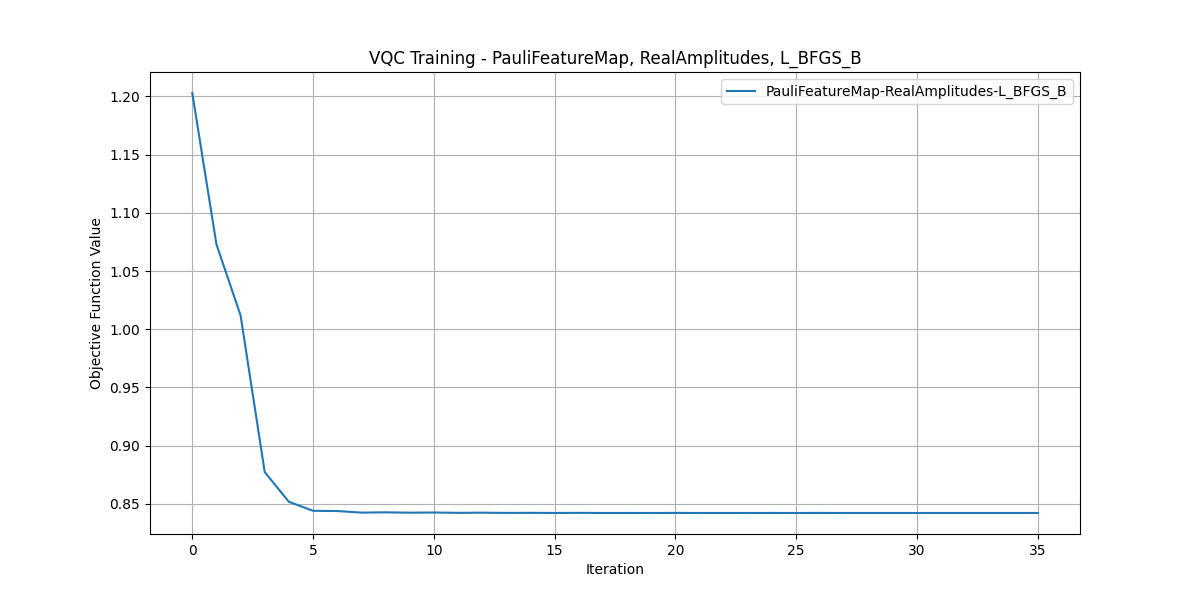 VQC Training - PauliFeatureMap, RealAmplitudes, L_BFGS_B
PauliFeatureMap-RealAmplitudes-L_BFGS_B
Objective Function Value
1.20
1.15
1.10
1.05
1.00
0.95
0.90
0.85
0 5 10 15 20 25 30 35
Iteration